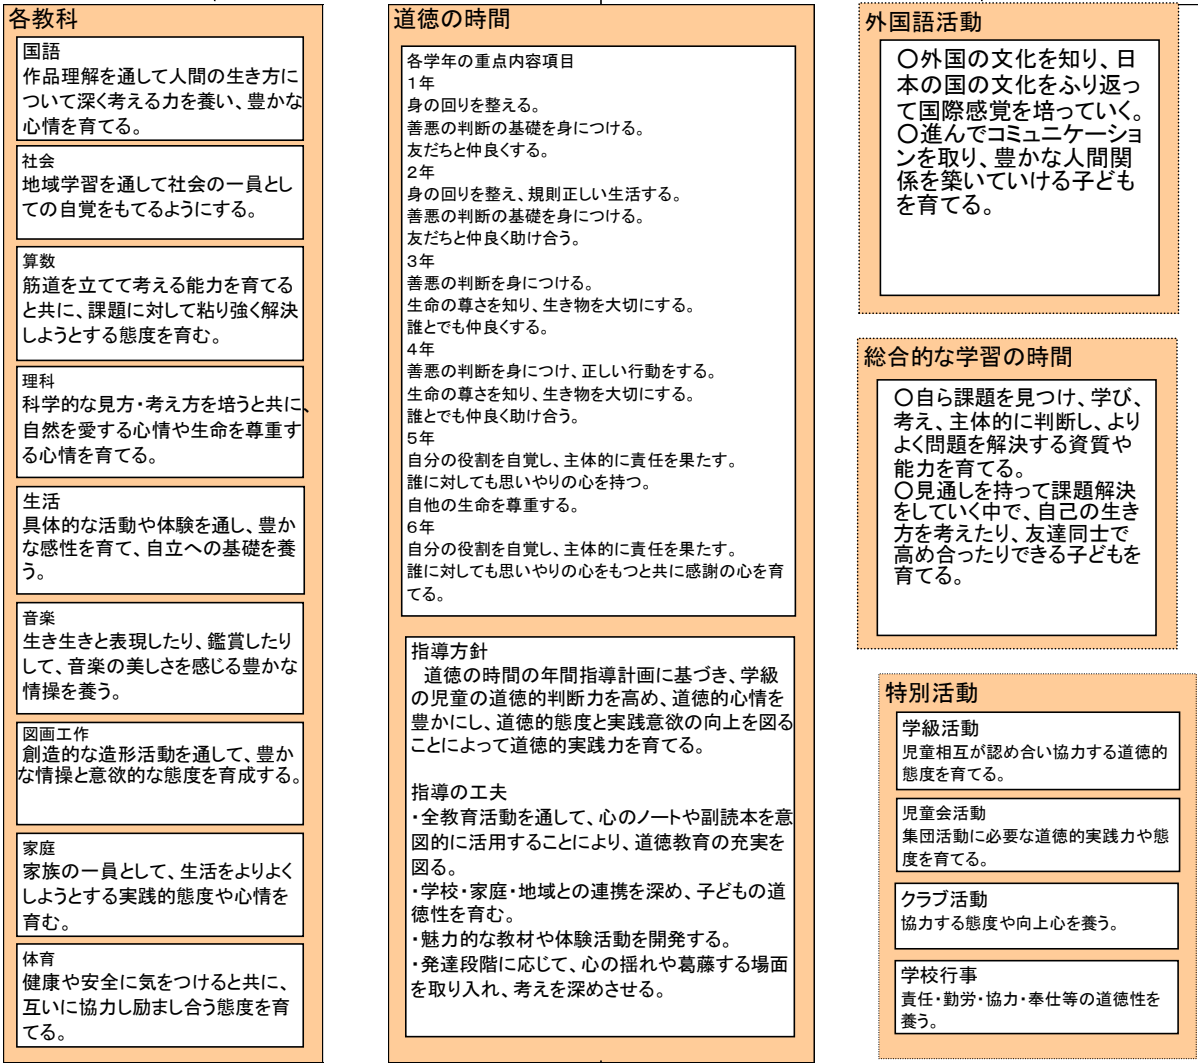 各教科
国語
作品理解を通して人間の生き方に
ついて深く考える力を養い、豊かな
心情を育てる。
社会
地域学習を通して社会の一員とし
ての自覚をもてるようにする。
算数
筋道を立てて考える能力を育てる
と共に、課題に対して粘り強く解決
しようとする態度を育む。
理科
科学的な見方・考え方を培うと共に、
自然を愛する心情や生命を尊重す
る心情を育てる。
生活
具体的な活動や体験を通し、豊か
な感性を育て、自立への基礎を養
う。
音楽
生き生きと表現したり、鑑賞したり
して、音楽の美しさを感じる豊かな
情操を養う。
図画工作
創造的な造形活動を通して、豊か
な情操と意欲的な態度を育成する。
家庭
家族の一員として、生活をよりよく
しようとする実践的態度や心情を
育む。
体育
健康や安全に気をつけると共に、
互いに協力し励まし合う態度を育
てる。
道徳の時間
各学年の重点内容項目
1年
身の回りを整える。
善悪の判断の基礎を身につける。
友だちと仲良くする。
2年
身の回りを整え、規則正しい生活する。
善悪の判断の基礎を身につける。
友だちと仲良く助け合う。
3年
善悪の判断を身につける。
生命の尊さを知り、生き物を大切にする。
誰とでも仲良くする。
4年
善悪の判断を身につけ、正しい行動をする。
生命の尊さを知り、生き物を大切にする。
誰とでも仲良く助け合う。
5年
自分の役割を自覚し、主体的に責任を果たす。
誰に対しても思いやりの心を持つ。
自他の生命を尊重する。
6年
自分の役割を自覚し、主体的に責任を果たす。
誰に対しても思いやりの心をもつと共に感謝の心を育
てる。
指導方針
道徳の時間の年間指導計画に基づき、学級
の児童の道徳的判断力を高め、道徳的心情を
豊かにし、道徳的態度と実践意欲の向上を図る
ことによって道徳的実践力を育てる。
指導の工夫
・全教育活動を通して、心のノートや副読本を意
図的に活用することにより、道徳教育の充実を
図る。
・学校・家庭・地域との連携を深め、子どもの道
徳性を育む。
・魅力的な教材や体験活動を開発する。
・発達段階に応じて、心の揺れや葛藤する場面
を取り入れ、考えを深めさせる。
外国語活動
○外国の文化を知り、日
本の国の文化をふり返っ
て国際感覚を培っていく。
○進んでコミュニケーショ
ンを取り、豊かな人間関
係を築いていける子ども
を育てる。
総合的な学習の時間
○自ら課題を見つけ、学び、
考え、主体的に判断し、より
よく問題を解決する資質や
能力を育てる。
○見通しを持って課題解決
をしていく中で、自己の生き
方を考えたり、友達同士で
高め合ったりできる子どもを
育てる。
特別活動
学級活動
児童相互が認め合い協力する道徳的
態度を育てる。
児童会活動
集団活動に必要な道徳的実践力や態
度を育てる。
クラブ活動
協力する態度や向上心を養う。
学校行事
責任・勤労・協力・奉仕等の道徳性を
養う。